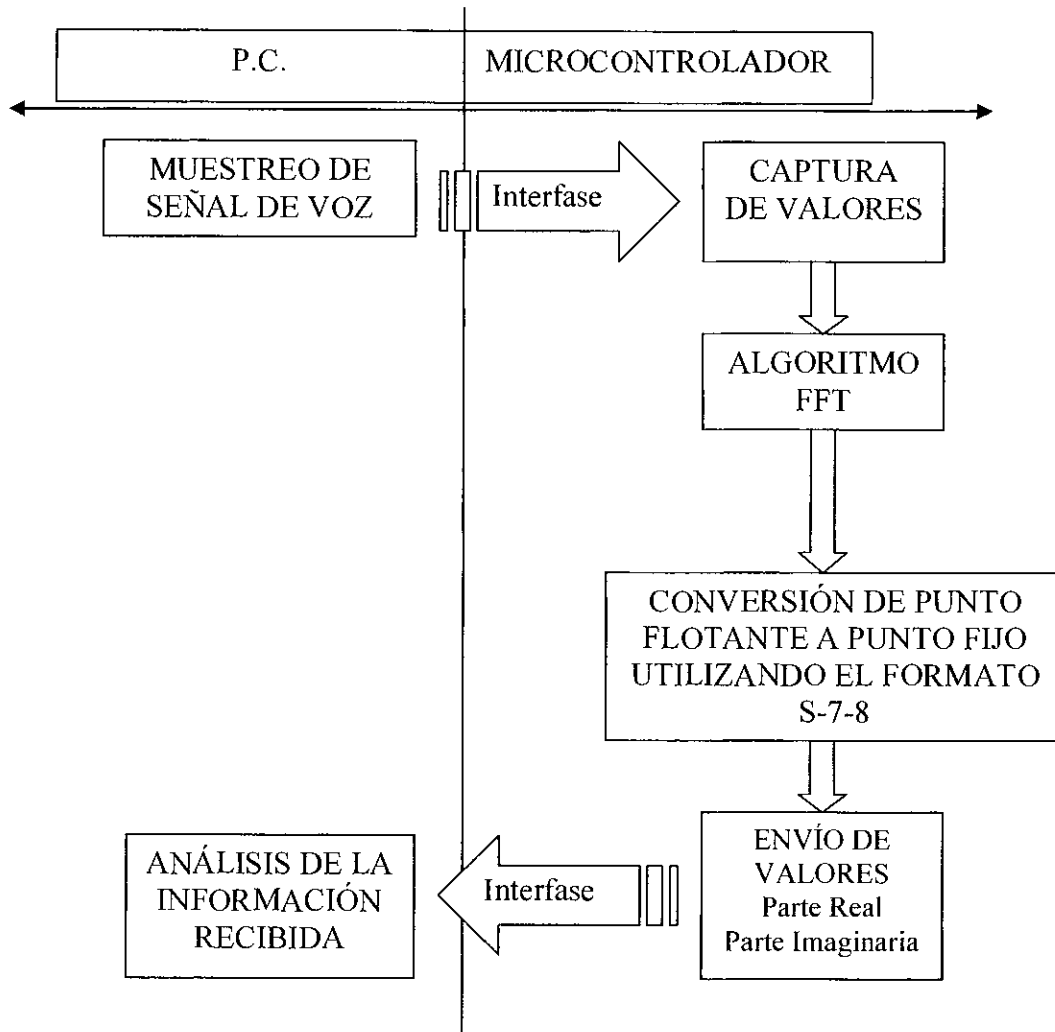 P.C.
MICROCONTROLADOR
MUESTREO DE
SEÑAL DE VOZ
Interfase
CAPTURA
DE VALORES
ALGORITMO
FFT
CONVERSIÓN DE PUNTO
FLOTANTE A PUNTO FIJO
UTILIZANDO EL FORMATO
S-7-8
ENVÍO DE
VALORES
Parte Real
Parte Imaginaria
Interfase
ANÁLISIS DE LA
INFORMACIÓN
RECIBIDA